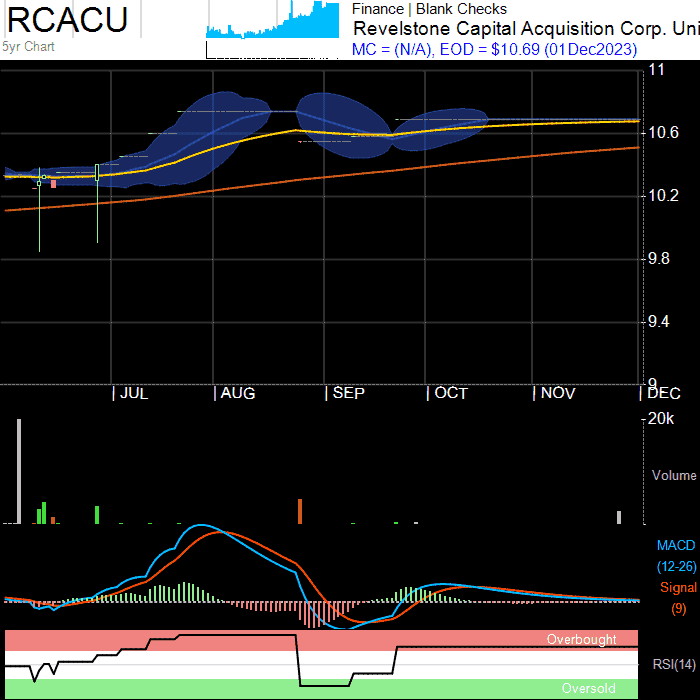 RCACU
5yr Chart
Finance | Blank Checks
Revelstone Capital Acquisition Corp. Uni
MC = (N/A), EOD = $10.69 (01Dec2023)
11
10.6
10.2
9.8
9.4
9
JUL AUG SEP OCT NOV DEC
20k
Volume
MACD
(12-26)
Signal
(9)
Overbought
RSI(14)
Oversold